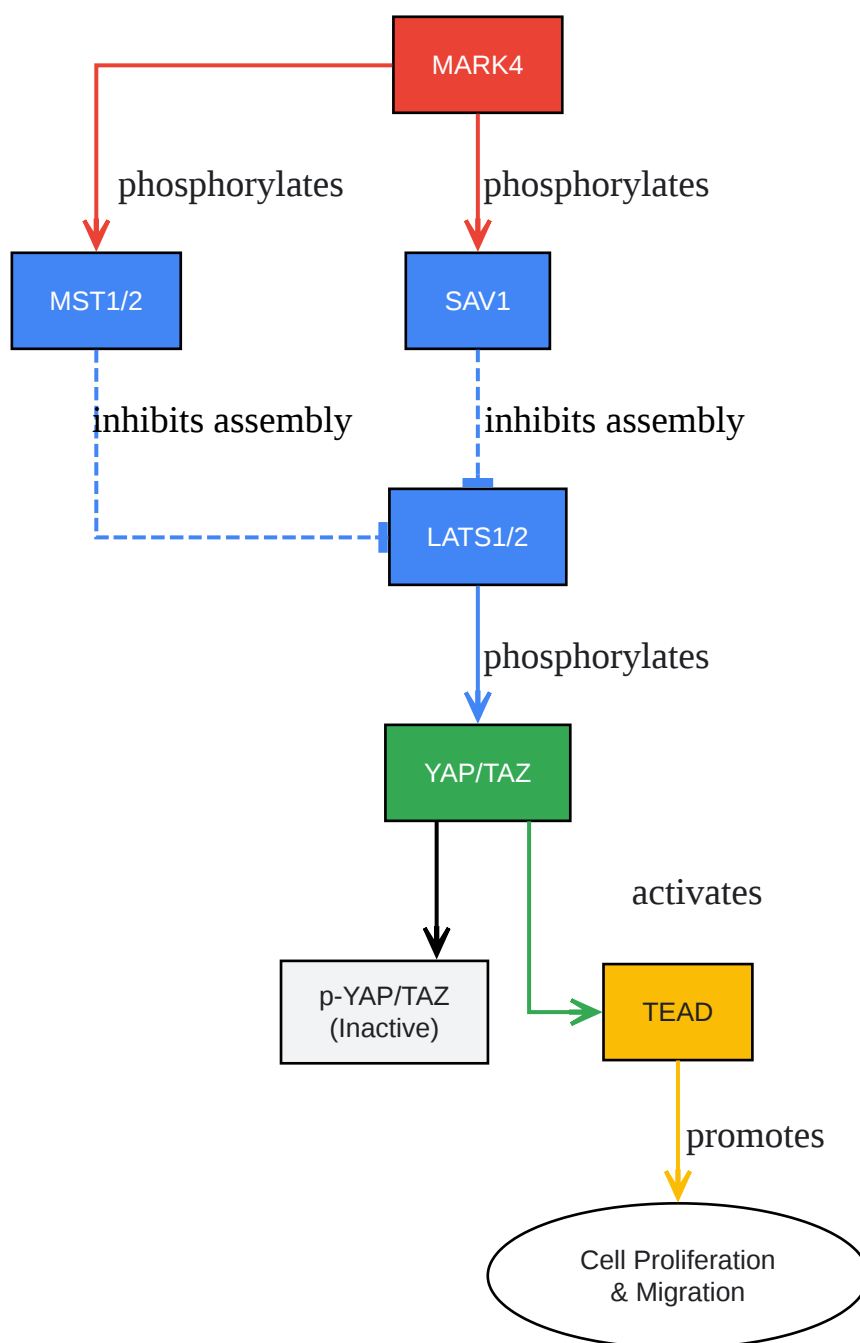 MARK4
phosphorylates
phosphorylates
MST1/2
SAV1
inhibits assembly
inhibits assembly
LATS1/2
phosphorylates
YAP/TAZ
activates
p-YAP/TAZ
(Inactive)
TEAD
promotes
Cell Proliferation
& Migration